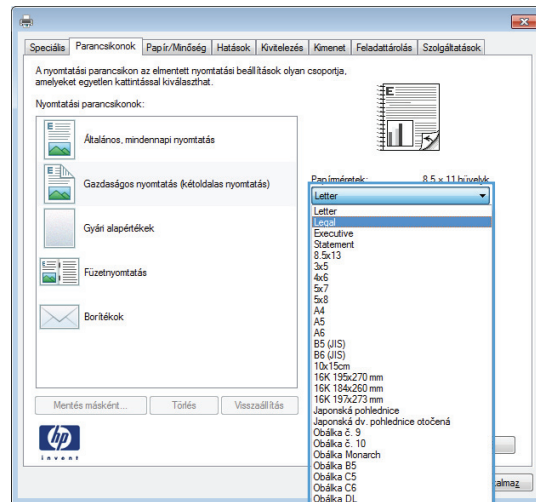 Speciális Parancsikonok Papír/Minőség Hatások Kivitelezés Kimenet Feladattárolás Szolgáltatások
A nyomtatási parancsikon az elmentett nyomtatási beállítások olyan csoportja,
amelyeket egyetlen kattintással kiválaszthat.
Nyomtatási parancsikonok:
Általános, mindennapi nyomtatás
Gazdaságos nyomtatás (kétoldalas nyomtatás)
Gyári alapértékek
Füzetnyomtatás
Borítékok
Mentés másként... Törlés Visszaállítás
hp
invent
Papírméretek: 8.5 × 11 hüvelyk
Letter
Letter
Legal
Executive
Statement
8.5x13
3x5
4x6
5x7
5x8
A4
A5
A6
B5 (JIS)
B6 (JIS)
10x15cm
16K 195x270 mm
16K 184x260 mm
16K 197x273 mm
Japonská pohlednice
Japonská dv. pohlednice otočená
Obálka č. 9
Obálka č. 10
Obálka Monarch
Obálka B5
Obálka C5
Obálka C6
Obálka DL